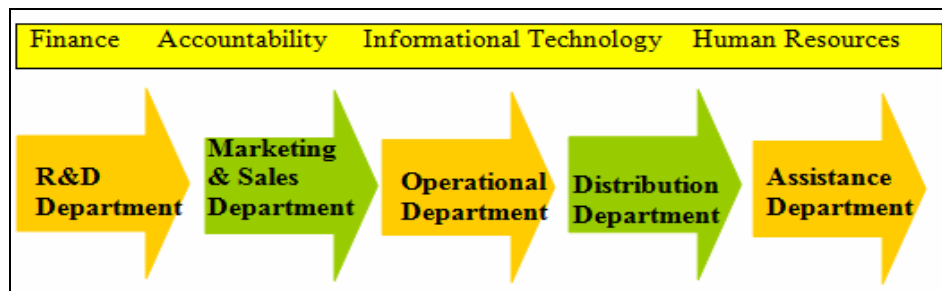 Finance Accountability Informational Technology Human Resources
R&D
Department
Marketing
& Sales
Department
Operational
Department
Distribution
Department
Assistance
Department